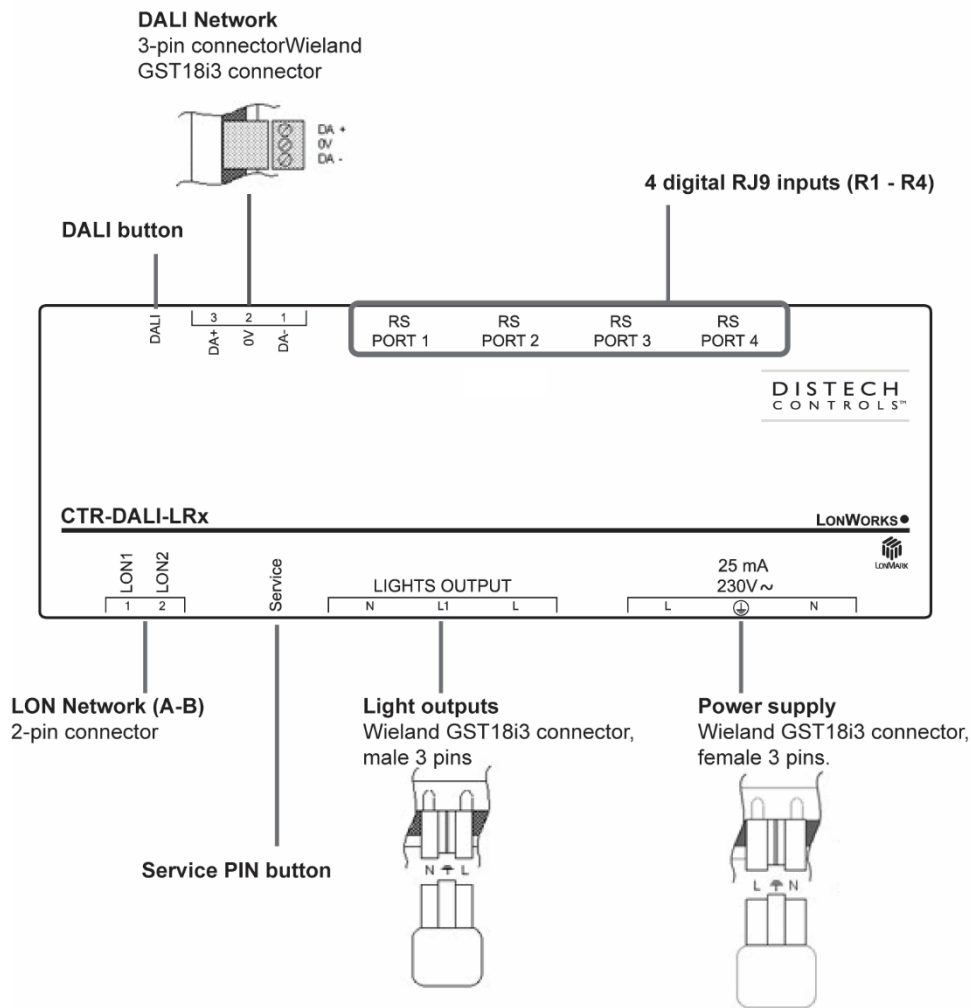 DALI Network
3-pin connectorWieland
GST18i3 connector
DA +
0V
DA -
4 digital RJ9 inputs (R1 - R4)
DALI button
DALI
3 2 1
DA+ 0V DA-
RS RS RS RS
PORT 1 PORT 2 PORT 3 PORT 4
DISTECH
CONTROLS™
CTR-DALI-LRx
LONWORKS
LONMARK
LON1 LON2
1 2
Service
LIGHTS OUTPUT
N L1 L
25 mA
230V ~
L N
LON Network (A-B)
2-pin connector
Light outputs
Wieland GST18i3 connector,
male 3 pins
Power supply
Wieland GST18i3 connector,
female 3 pins.
N L
L N
Service PIN button